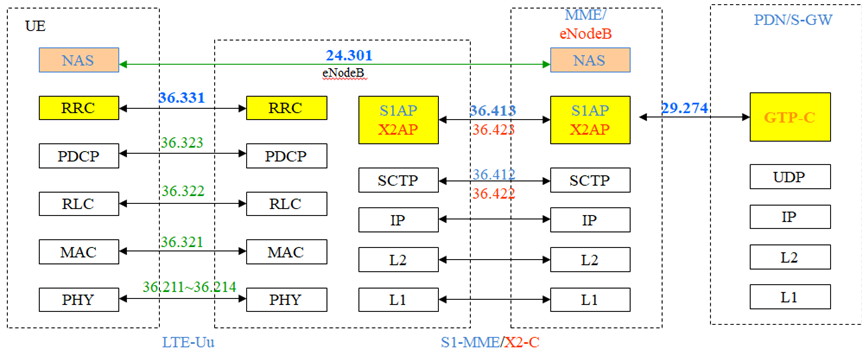 UE
MME/
eNodeB
PDN/S-GW
NAS
24.301
eNodeB
NAS
RRC
36.331
RRC
S1AP
X2AP
36.413
36.423
S1AP
X2AP
29.274
GTP-C
PDCP
36.323
PDCP
SCTP
36.412
36.422
SCTP
UDP
RLC
36.322
RLC
IP
IP
IP
MAC
36.321
MAC
L2
L2
L2
PHY
36.211~36.214
PHY
L1
L1
L1
LTE-Uu
S1-MME/X2-C